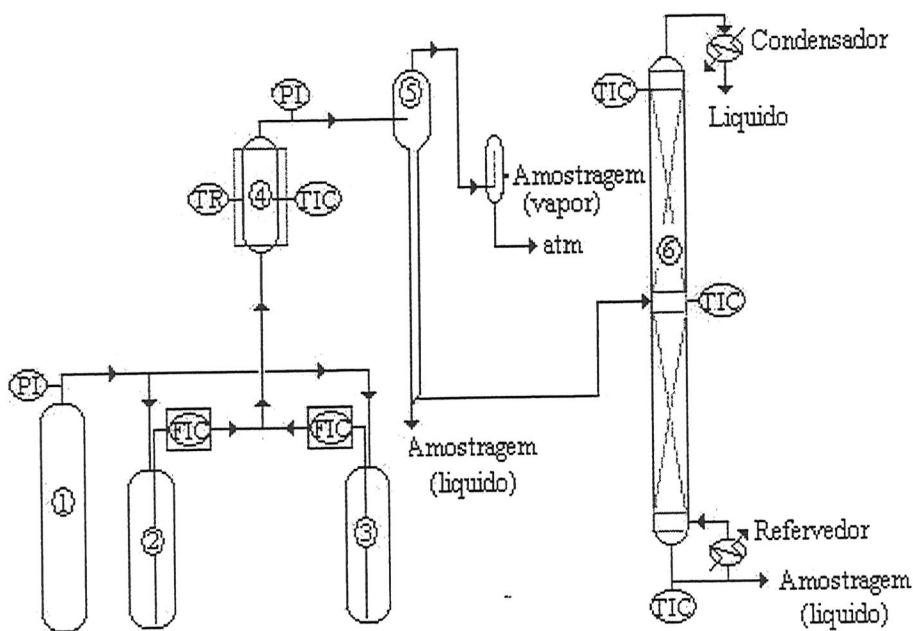 PI
5
TIC
Condensador
Liquido
TR
4
TIC
Amostragem
(vapor)
atm
6
TIC
PI
FIC
FIC
Amostragem
(liquido)
1
2
3
Refervedor
TIC
Amostragem
(liquido)